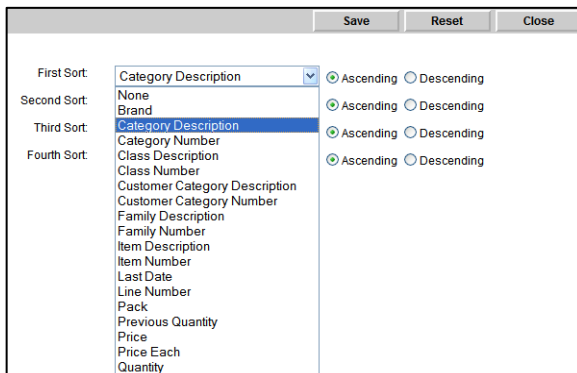 Save Reset Close
First Sort: Category Description Ascending Descending
Second Sort: None Ascending Descending
Brand
Third Sort: Category Description Ascending Descending
Category Number
Fourth Sort: Class Description Ascending Descending
Class Number
Customer Category Description
Customer Category Number
Family Description
Family Number
Item Description
Item Number
Last Date
Line Number
Pack
Previous Quantity
Price
Price Each
Quantity